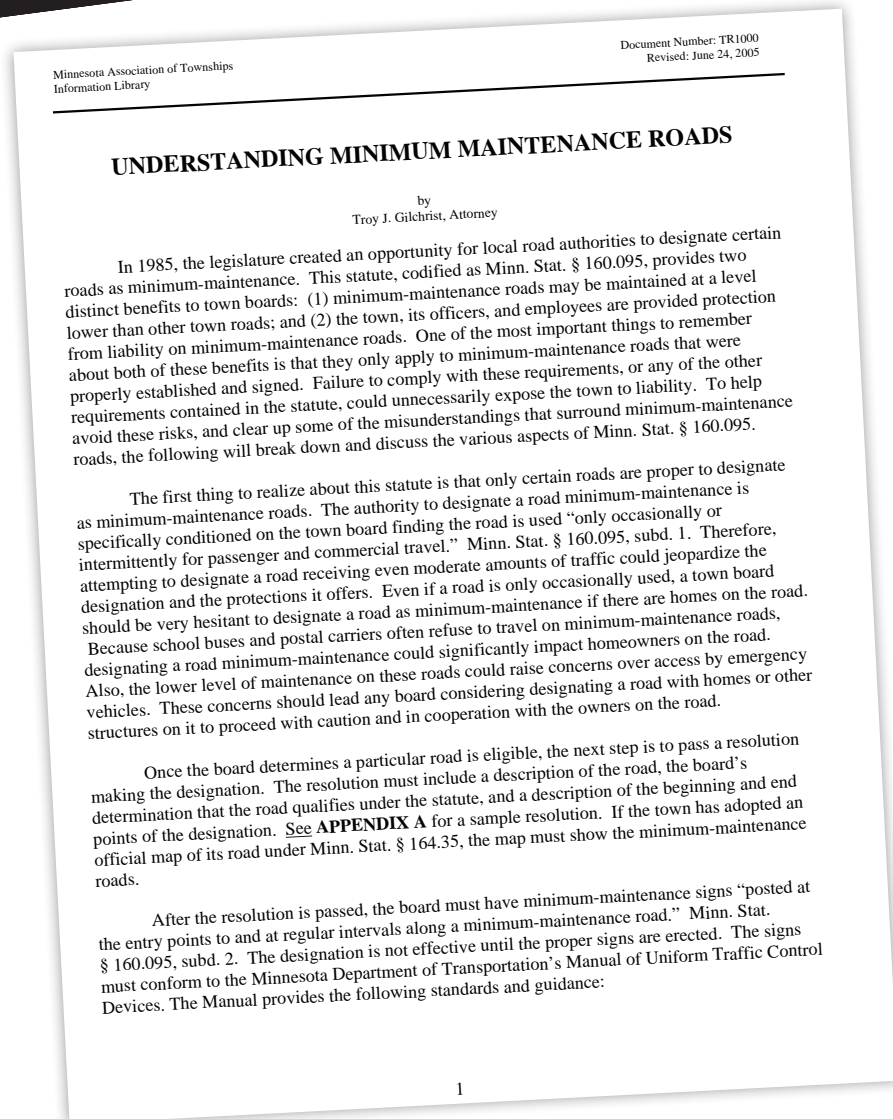 Minnesota Association of Townships
Information Library
Document Number: TR1000
Revised: June 24, 2005
UNDERSTANDING MINIMUM MAINTENANCE ROADS
by
Troy J. Gilchrist, Attorney
In 1985, the legislature created an opportunity for local road authorities to designate certain
roads as minimum-maintenance.  This statute, codified as Minn. Stat. § 160.095, provides two
distinct benefits to town boards:  (1) minimum-maintenance roads may be maintained at a level
lower than other town roads; and (2) the town, its officers, and employees are provided protection
from liability on minimum-maintenance roads.  One of the most important things to remember
about both of these benefits is that they only apply to minimum-maintenance roads that were
properly established and signed.  Failure to comply with these requirements, or any of the other
requirements contained in the statute, could unnecessarily expose the town to liability.  To help
avoid these risks, and clear up some of the misunderstandings that surround minimum-maintenance
roads, the following will break down and discuss the various aspects of Minn. Stat. § 160.095.
The first thing to realize about this statute is that only certain roads are proper to designate
as minimum-maintenance roads.  The authority to designate a road minimum-maintenance is
specifically conditioned on the town board finding the road is used “only occasionally or
intermittently for passenger and commercial travel.”  Minn. Stat. § 160.095, subd. 1.  Therefore,
attempting to designate a road receiving even moderate amounts of traffic could jeopardize the
designation and the protections it offers.  Even if a road is only occasionally used, a town board
should be very hesitant to designate a road as minimum-maintenance if there are homes on the road.
Because school buses and postal carriers often refuse to travel on minimum-maintenance roads,
designating a road minimum-maintenance could significantly impact homeowners on the road.
Also, the lower level of maintenance on these roads could raise concerns over access by emergency
vehicles.  These concerns should lead any board considering designating a road with homes or other
structures on it to proceed with caution and in cooperation with the owners on the road.
Once the board determines a particular road is eligible, the next step is to pass a resolution
making the designation.  The resolution must include a description of the road, the board’s
determination that the road qualifies under the statute, and a description of the beginning and end
points of the designation.  See APPENDIX A for a sample resolution.  If the town has adopted an
official map of its road under Minn. Stat. § 164.35, the map must show the minimum-maintenance
roads.
After the resolution is passed, the board must have minimum-maintenance signs “posted at
the entry points to and at regular intervals along a minimum-maintenance road.”  Minn. Stat.
§ 160.095, subd. 2.  The designation is not effective until the proper signs are erected.  The signs
must conform to the Minnesota Department of Transportation’s Manual of Uniform Traffic Control
Devices. The Manual provides the following standards and guidance:
1